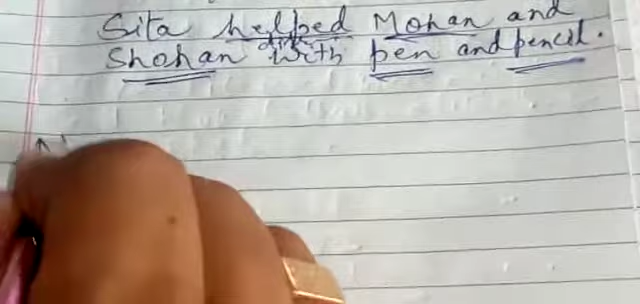 Sita helped Mohan and
Shohan with pen and pencil.